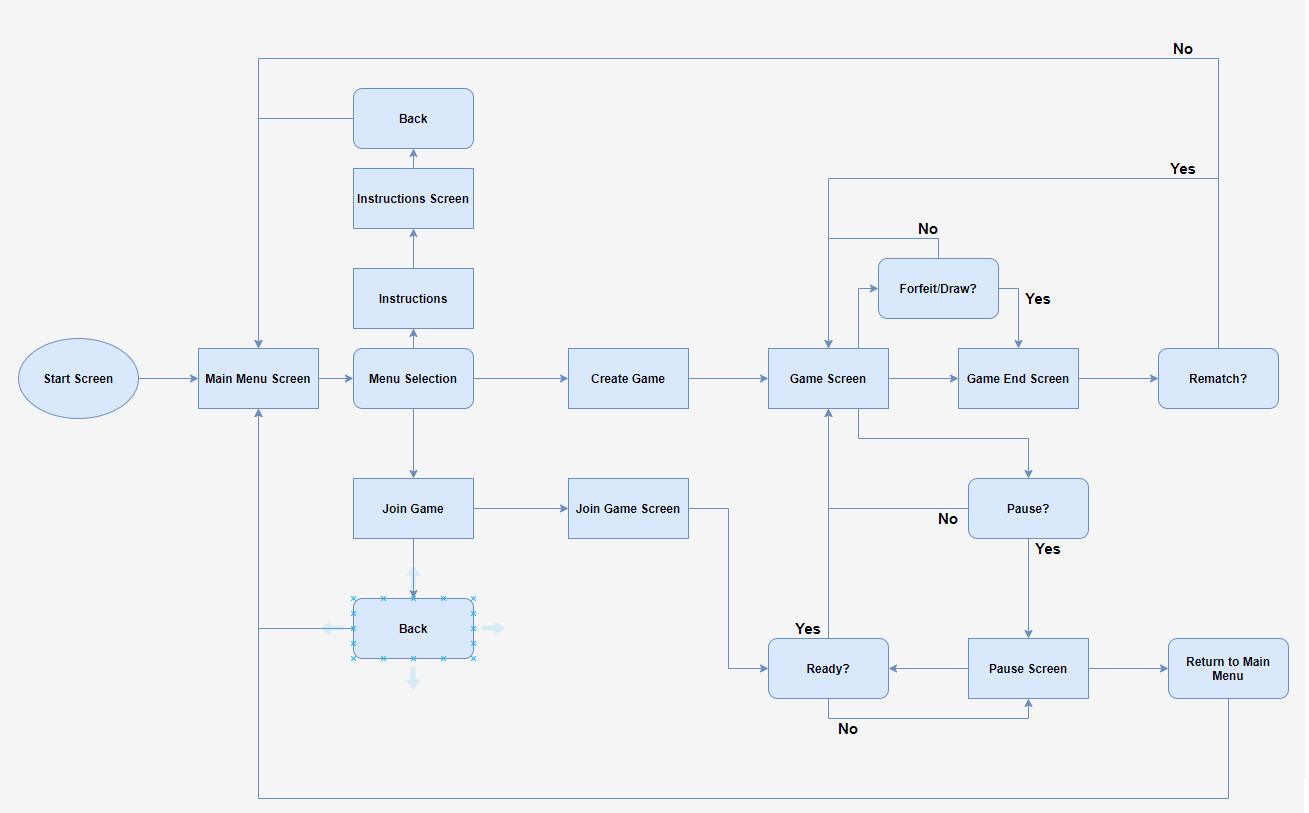 No
Back
Yes
Instructions Screen
No
Forfeit/Draw?
Instructions
Yes
Start Screen
Main Menu Screen
Menu Selection
Create Game
Game Screen
Game End Screen
Rematch?
Join Game
Join Game Screen
Pause?
No
Yes
Back
Yes
Ready?
Pause Screen
Return to Main
Menu
No